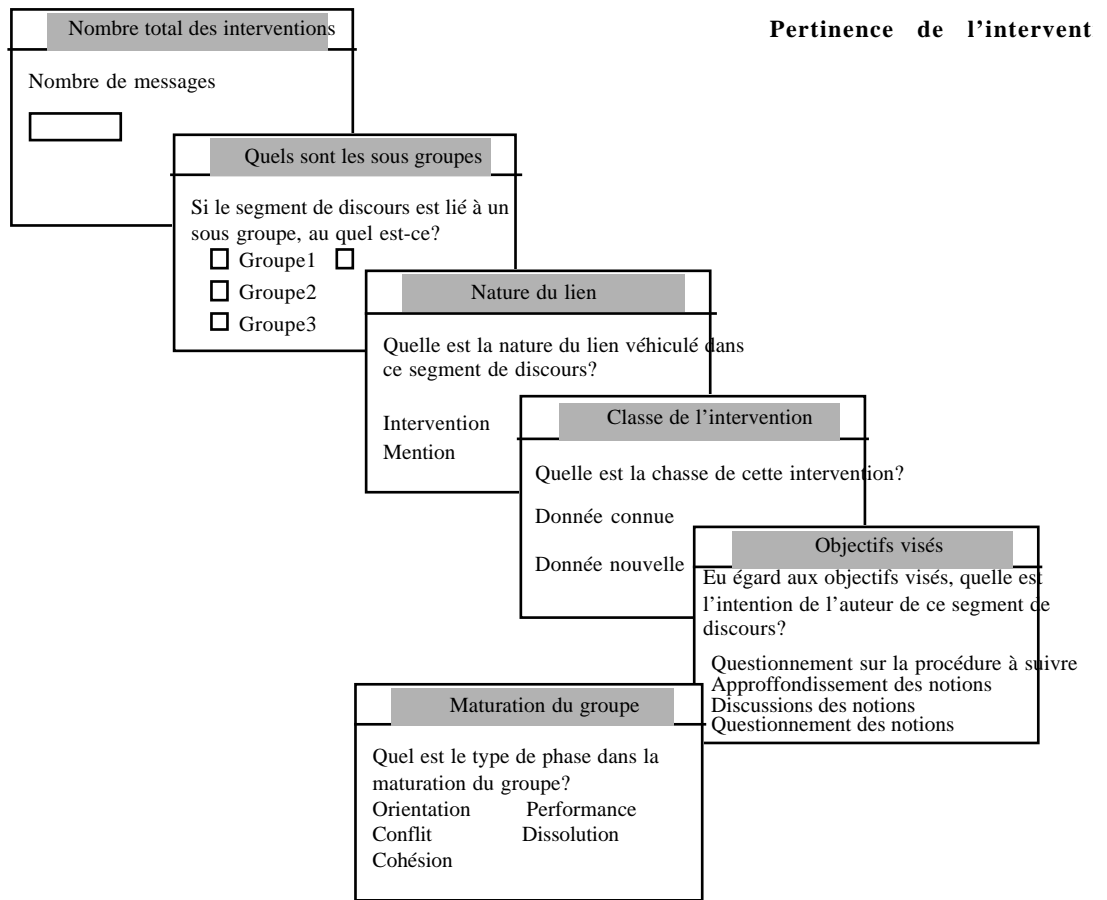 Nombre total des interventions
Pertinence de l'intervent
Nombre de messages
Quels sont les sous groupes
Si le segment de discours est lié à un
sous groupe, au quel est-ce?
Groupe1
Groupe2
Groupe3
Nature du lien
Quelle est la nature du lien véhiculé dans
ce segment de discours?
Intervention
Mention
Classe de l'intervention
Quelle est la chasse de cette intervention?
Donnée connue
Donnée nouvelle
Objectifs visés
Eu égard aux objectifs visés, quelle est
l'intention de l'auteur de ce segment de
discours?
Questionnement sur la procédure à suivre
Approffondissement des notions
Discussions des notions
Questionnement des notions
Maturation du groupe
Quel est le type de phase dans la
maturation du groupe?
Orientation Performance
Conflit Dissolution
Cohésion